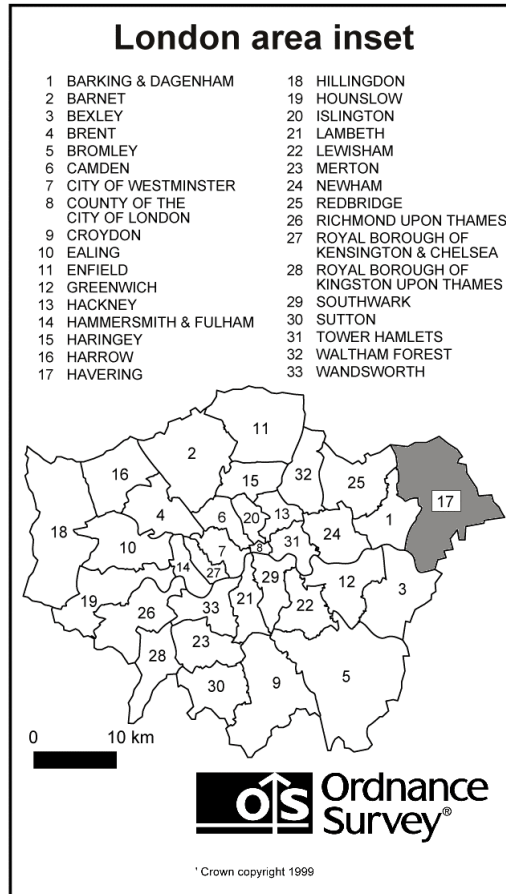 London area inset
1 BARKING & DAGENHAM
2 BARNET
3 BEXLEY
4 BRENT
5 BROMLEY
6 CAMDEN
7 CITY OF WESTMINSTER
8 COUNTY OF THE
CITY OF LONDON
9 CROYDON
10 EALING
11 ENFIELD
12 GREENWICH
13 HACKNEY
14 HAMMERSMITH & FULHAM
15 HARINGEY
16 HARROW
17 HAVERING
18 HILLINGDON
19 HOUNSLOW
20 ISLINGTON
21 LAMBETH
22 LEWISHAM
23 MERTON
24 NEWHAM
25 REDBRIDGE
26 RICHMOND UPON THAMES
27 ROYAL BOROUGH OF
KENSINGTON & CHELSEA
28 ROYAL BOROUGH OF
KINGSTON UPON THAMES
29 SOUTHWARK
30 SUTTON
31 TOWER HAMLETS
32 WALTHAM FOREST
33 WANDSWORTH
11
2
16
15
32
25
17
18
4
6
20
13
1
10
7
8
31
24
14
27
29
12
3
19
26
33
21
22
23
28
30
9
5
0 10 km
OS Ordnance
Survey®
' Crown copyright 1999